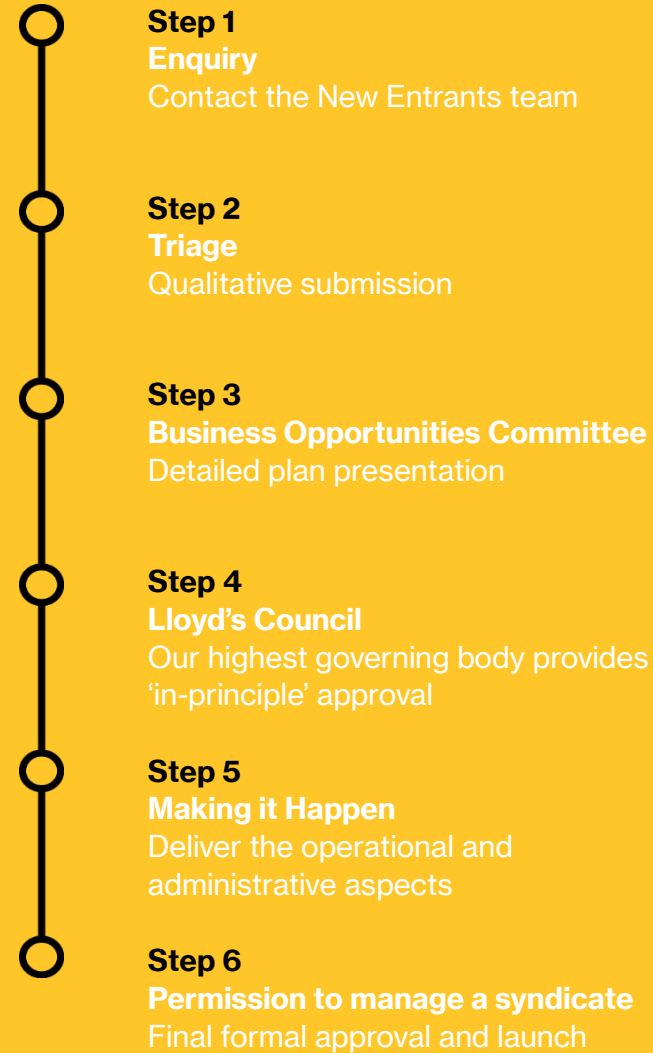 Step 1
Enquiry
Contact the New Entrants team
Step 2
Triage
Qualitative submission
Step 3
Business Opportunities Committee
Detailed plan presentation
Step 4
Lloyd’s Council
Our highest governing body provides
‘in-principle’ approval
Step 5
Making it Happen
Deliver the operational and
administrative aspects
Step 6
Permission to manage a syndicate
Final formal approval and launch